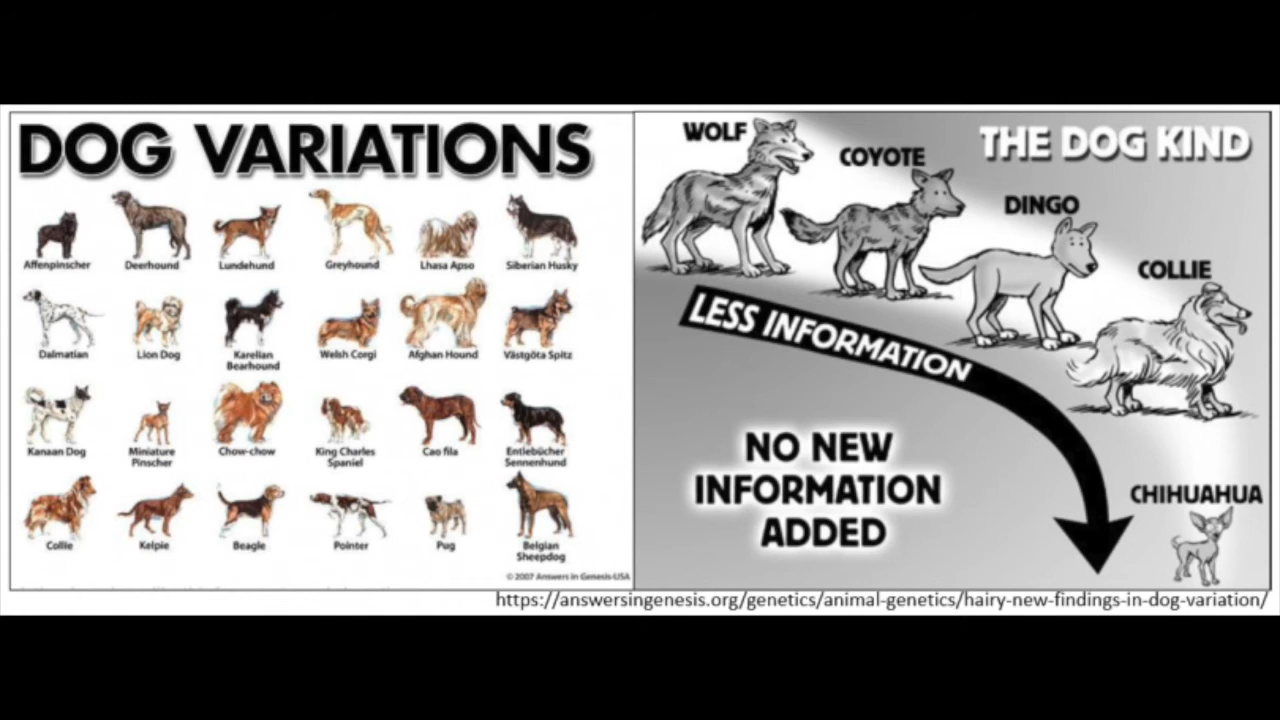 DOG VARIATIONS
Affenpinscher
Deerhound
Lundehund
Greyhound
Lhasa Apso
Siberian Husky
Dalmatian
Lion Dog
Karelian
Bearhound
Welsh Corgi
Afghan Hound
Västgöta Spitz
Kanaan Dog
Miniature
Pinscher
Chow-chow
King Charles
Spaniel
Cao fila
Entlebücher
Sennenhund
Collie
Kelpie
Beagle
Pointer
Pug
Belgian
Sheepdog
© 2007 Answers in Genesis-USA
THE DOG KIND
WOLF
COYOTE
DINGO
COLLIE
CHIHUAHUA
LESS INFORMATION
NO NEW
INFORMATION
ADDED
https://answersingenesis.org/genetics/animal-genetics/hairy-new-findings-in-dog-variation/